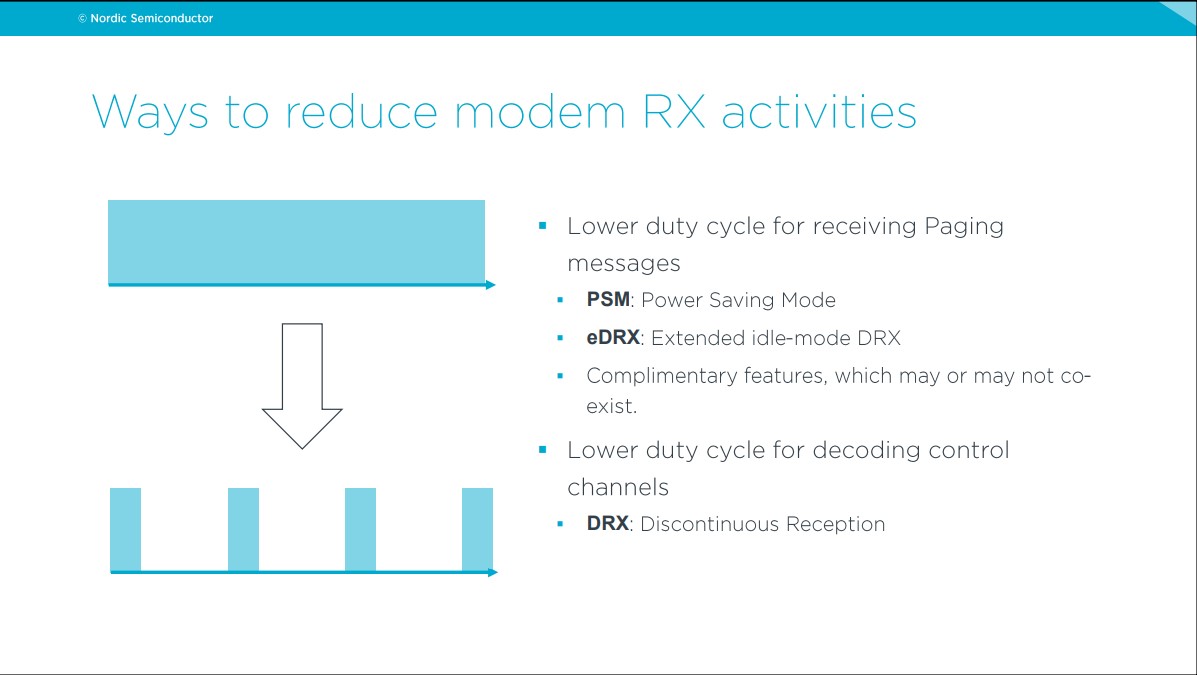 © Nordic Semiconductor
Ways to reduce modem RX activities
▪ Lower duty cycle for receiving Paging
messages
▪ PSM: Power Saving Mode
▪ eDRX: Extended idle-mode DRX
▪ Complimentary features, which may or may not co-
exist.
▪ Lower duty cycle for decoding control
channels
▪ DRX: Discontinuous Reception